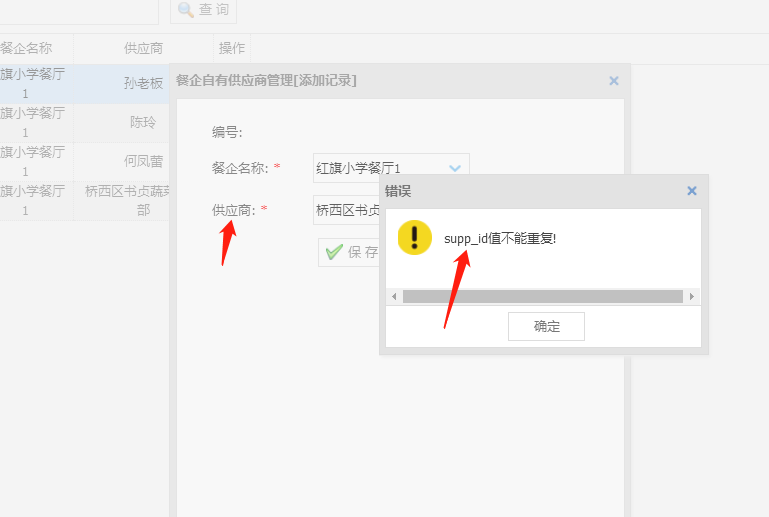 查 询
餐企名称 供应商 操作
旗小学餐厅 孙老板
1
旗小学餐厅 陈玲
1
旗小学餐厅 何凤蕾
1
旗小学餐厅 桥西区书贞蔬菜
1 部
餐企自有供应商管理[添加记录]
编号:
餐企名称: * 红旗小学餐厅1
供应商: * 桥西区书贞
保 存
错误
supp_id值不能重复!
确定